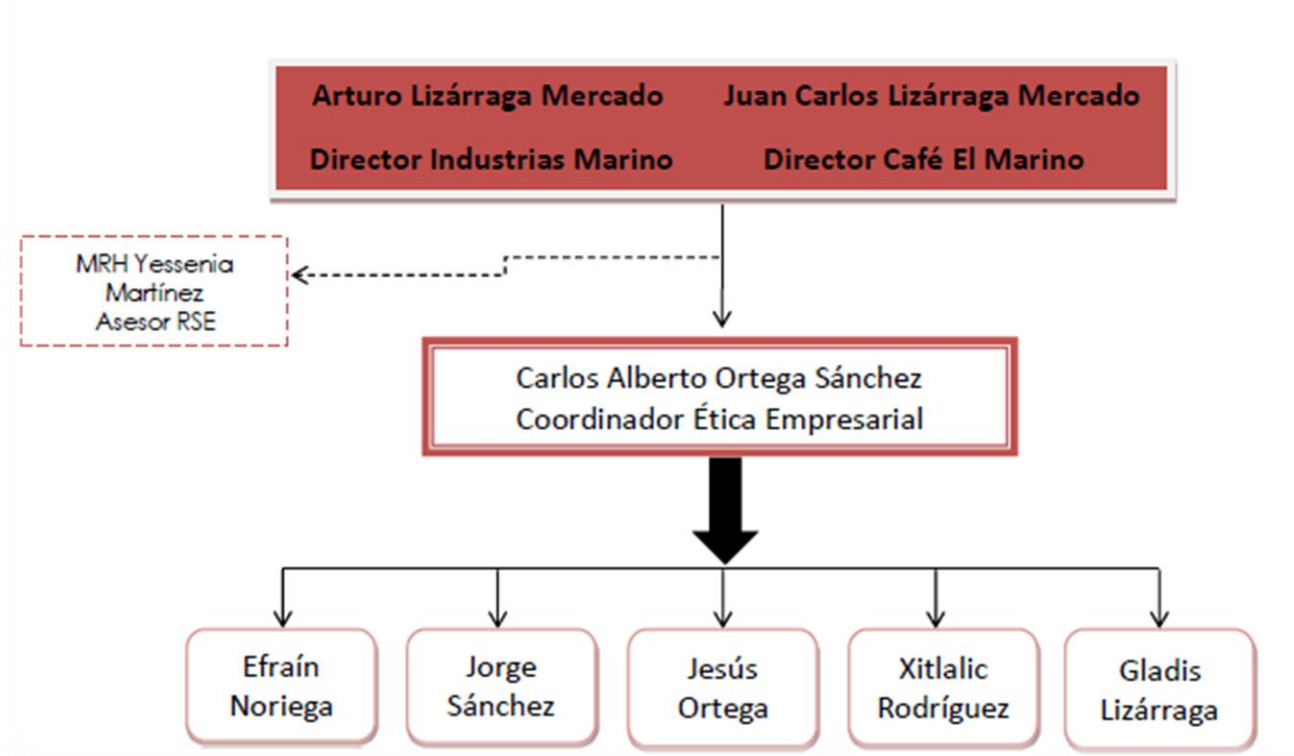 Arturo Lizárraga Mercado Juan Carlos Lizárraga Mercado
Director Industrias Marino Director Café El Marino
MRH Yessenia
Martínez
Asesor RSE
Carlos Alberto Ortega Sánchez
Coordinador Ética Empresarial
Efraín
Noriega
Jorge
Sánchez
Jesús
Ortega
Xitlalic
Rodríguez
Gladis
Lizárraga